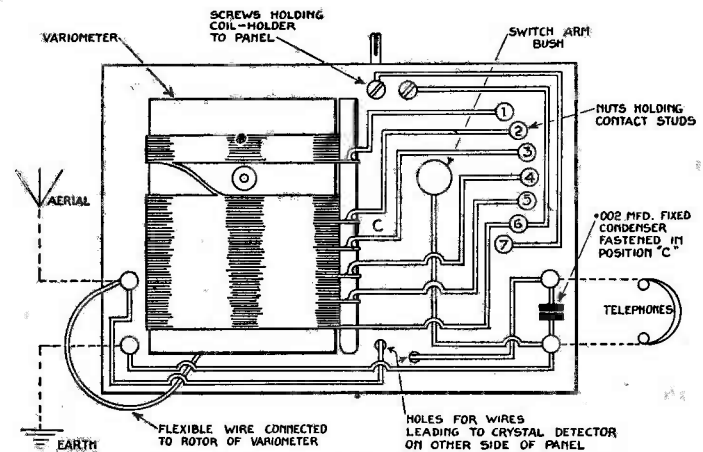 SCREWS HOLDING
COIL-HOLDER
TO PANEL
VARIOMETER
SWITCH ARM
BUSH
NUTS HOLDING
CONTACT STUDS
1
2
3
4
5
6
7
C
AERIAL
.002 MFD. FIXED
CONDENSER
FASTENED IN
POSITION "C"
TELEPHONES
EARTH
FLEXIBLE WIRE CONNECTED
TO ROTOR OF VARIOMETER
HOLES FOR WIRES
LEADING TO CRYSTAL DETECTOR
ON OTHER SIDE OF PANEL